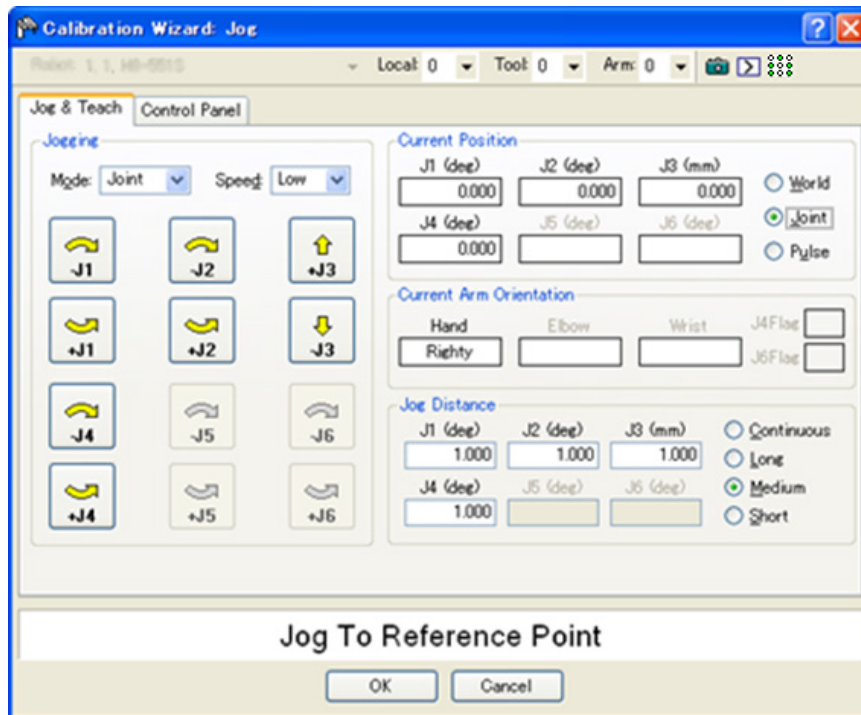 Calibration Wizard: Jog
Robot: 1, 1, H8-551S Local: 0 Tool: 0 Arm: 0
Jog & Teach Control Panel
Jogging
Mode: Joint Speed: Low
-J1 -J2 +J3
+J1 +J2 -J3
-J4 -J5 -J6
+J4 +J5 +J6
Current Position
J1 (deg) J2 (deg) J3 (mm)
0.000 0.000 0.000
J4 (deg) J5 (deg) J6 (deg)
0.000
World
Joint
Pulse
Current Arm Orientation
Hand Elbow Wrist J4Flag
Righty J6Flag
Jog Distance
J1 (deg) J2 (deg) J3 (mm)
1.000 1.000 1.000
J4 (deg) J5 (deg) J6 (deg)
1.000
Continuous
Long
Medium
Short
Jog To Reference Point
OK Cancel